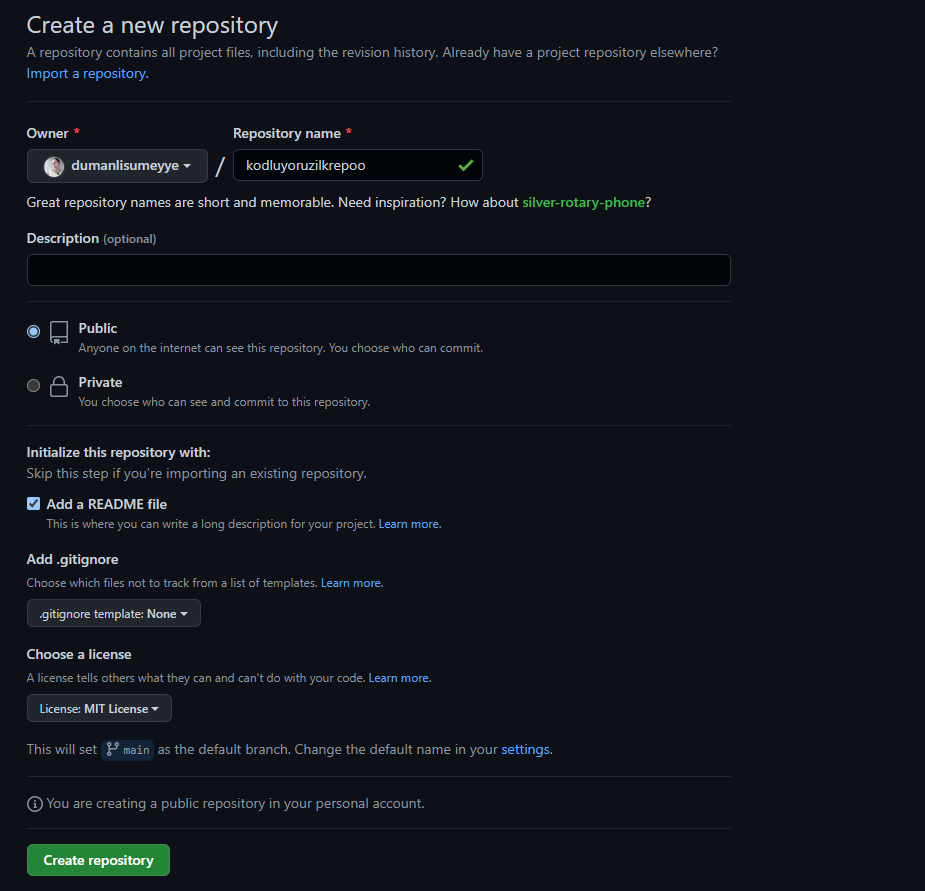 Create a new repository
A repository contains all project files, including the revision history. Already have a project repository elsewhere?
Import a repository.
Owner * Repository name *
dumanlisumeyye / kodluyoruzilkrepoo
Great repository names are short and memorable. Need inspiration? How about silver-rotary-phone?
Description (optional)
Public
Anyone on the internet can see this repository. You choose who can commit.
Private
You choose who can see and commit to this repository.
Initialize this repository with:
Skip this step if you're importing an existing repository.
Add a README file
This is where you can write a long description for your project. Learn more.
Add .gitignore
Choose which files not to track from a list of templates. Learn more.
.gitignore template: None
Choose a license
A license tells others what they can and can't do with your code. Learn more.
License: MIT License
This will set main as the default branch. Change the default name in your settings.
You are creating a public repository in your personal account.
Create repository